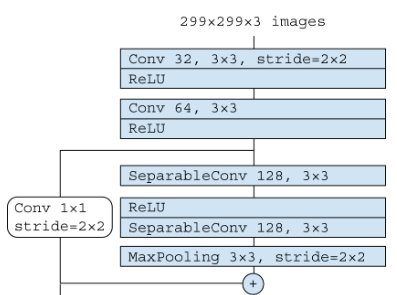 299×299×3 images
Conv 32, 3×3, stride=2×2
ReLU
Conv 64, 3×3
ReLU
SeparableConv 128, 3×3
Conv 1×1
stride=2×2
ReLU
SeparableConv 128, 3×3
MaxPooling 3×3, stride=2×2
+